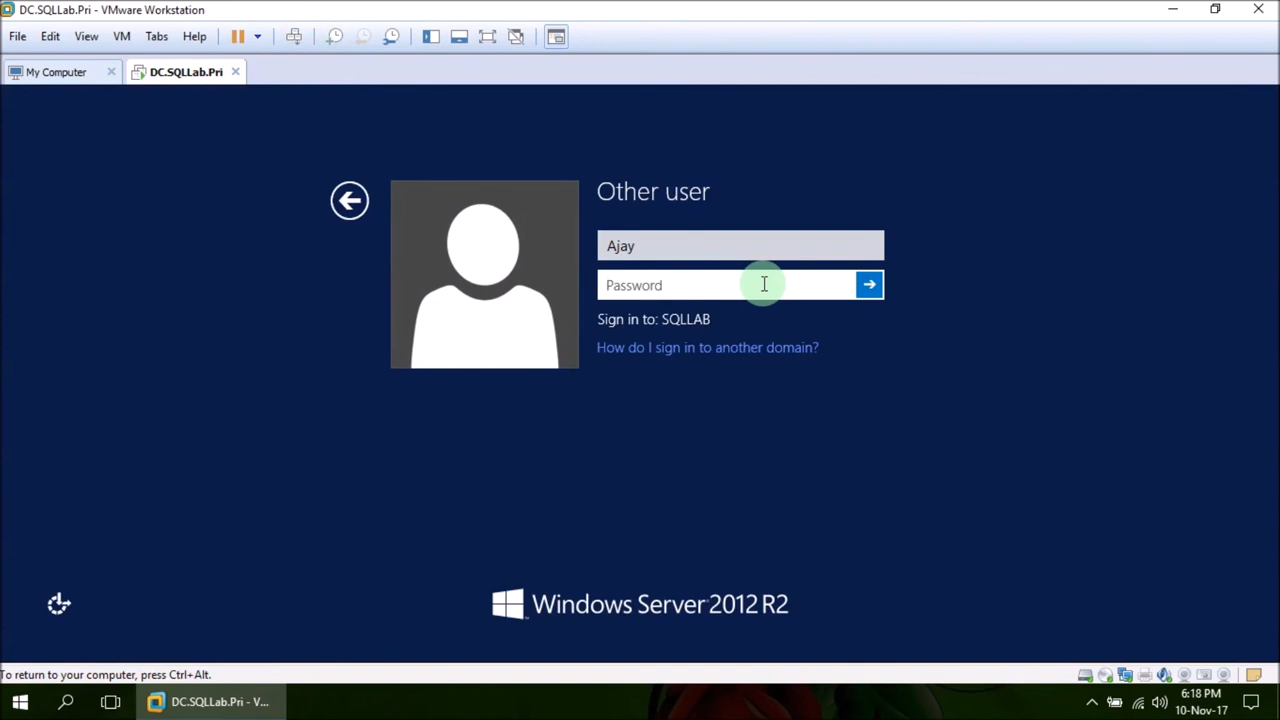 DC.SQLLab.Pri - VMware Workstation
File Edit View VM Tabs Help
My Computer DC.SQLLab.Pri
Other user
Ajay
Password
Sign in to: SQLLAB
How do I sign in to another domain?
Windows Server 2012 R2
To return to your computer, press Ctrl+Alt.
DC.SQLLab.Pri - V...
6:18 PM
10-Nov-17